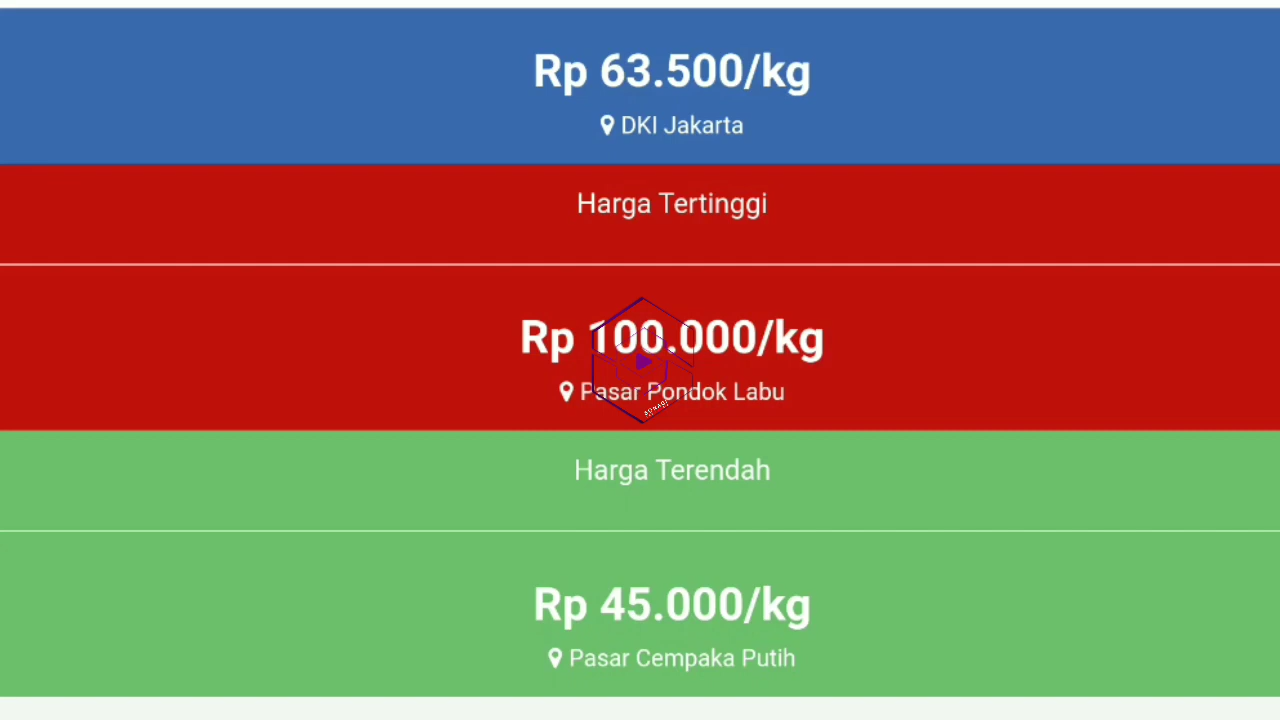 Rp 63.500/kg
DKI Jakarta
Harga Tertinggi
Rp 100.000/kg
Pasar Pondok Labu
Harga Terendah
Rp 45.000/kg
Pasar Cempaka Putih